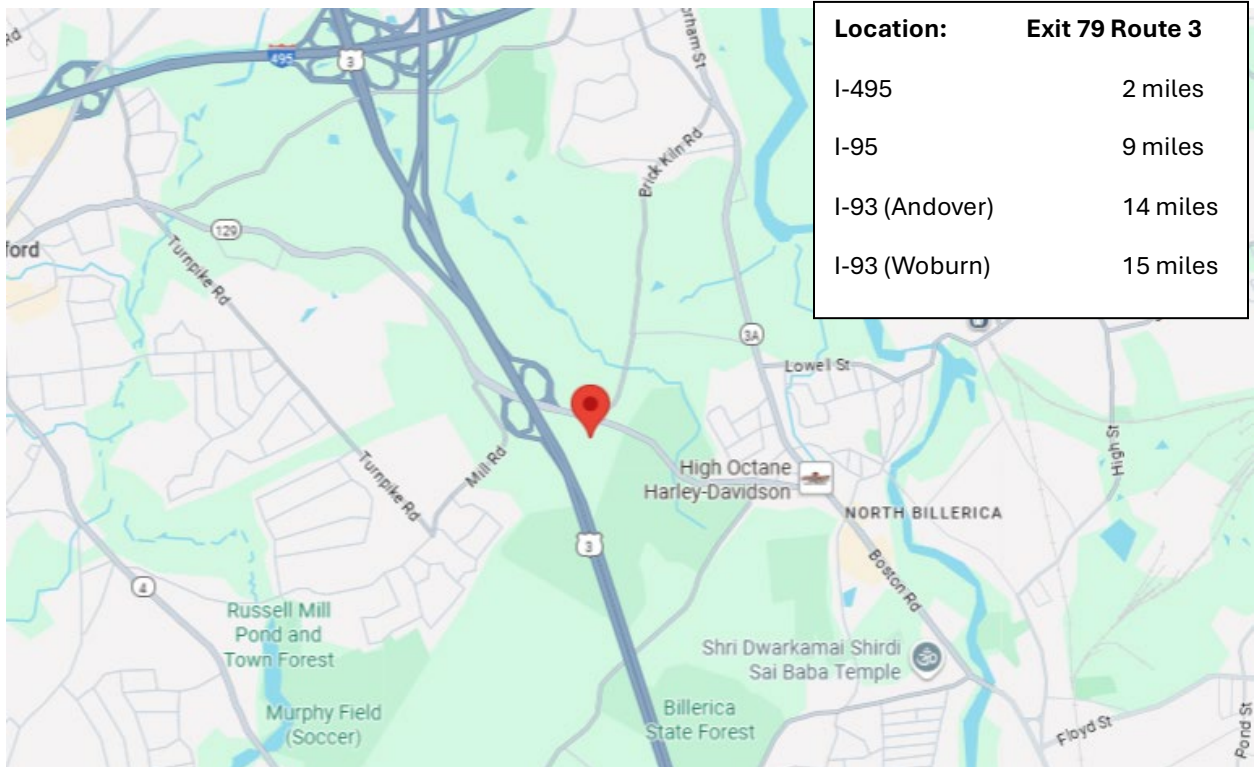 Location: Exit 79 Route 3
I-495 2 miles
I-95 9 miles
I-93 (Andover) 14 miles
I-93 (Woburn) 15 miles
Rd
495
3
Brick Kiln Rd
129
ford
Turnpike Rd
3A
Lowell St
High St
Turnpike Rd
Mill Rd
High Octane
Harley-Davidson
NORTH BILLERICA
3
Boston Rd
4
Russell Mill
Pond and
Town Forest
Shri Dwarkamai Shirdi
Sai Baba Temple
Murphy Field
(Soccer)
Billerica
State Forest
Floyd St
Pond St